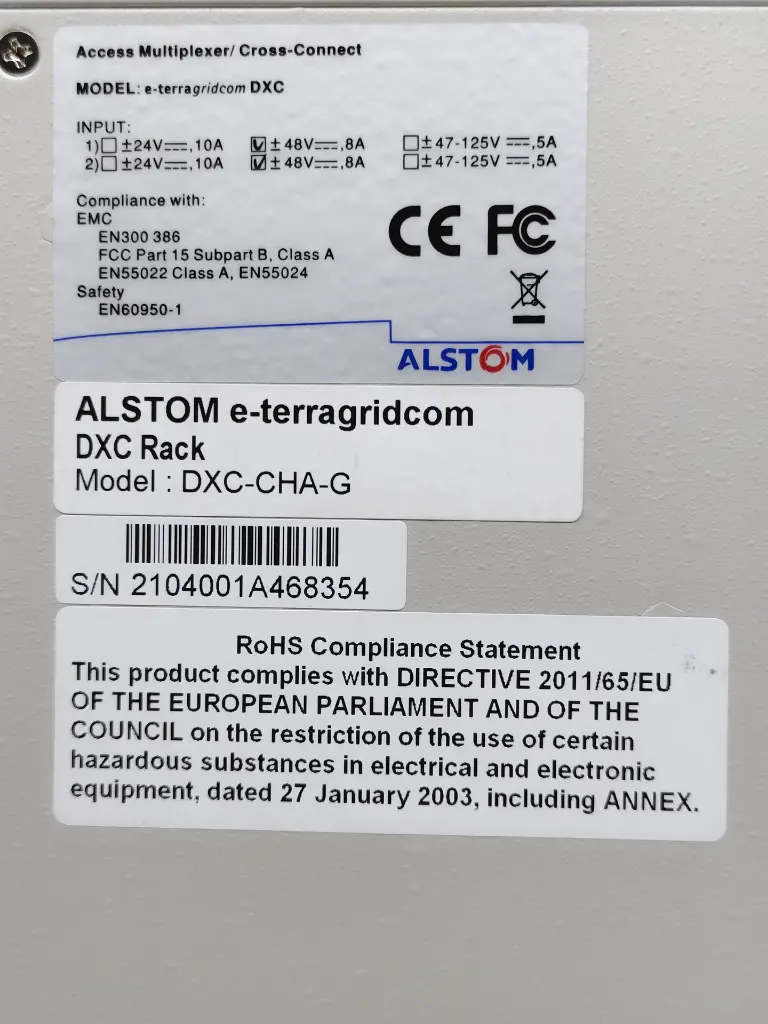 Access Multiplexer/ Cross-Connect
MODEL: e-terragridcom DXC
INPUT:
1)☐ ±24V⎓,10A ☑ ±48V⎓,8A ☐ ±47-125V ⎓,5A
2)☐ ±24V⎓,10A ☑ ±48V⎓,8A ☐ ±47-125V ⎓,5A
Compliance with:
EMC
EN300 386
FCC Part 15 Subpart B, Class A
EN55022 Class A, EN55024
Safety
EN60950-1
CE FC
ALSTOM
ALSTOM e-terragridcom
DXC Rack
Model : DXC-CHA-G
S/N 2104001A468354
RoHS Compliance Statement
This product complies with DIRECTIVE 2011/65/EU
OF THE EUROPEAN PARLIAMENT AND OF THE
COUNCIL on the restriction of the use of certain
hazardous substances in electrical and electronic
equipment, dated 27 January 2003, including ANNEX.